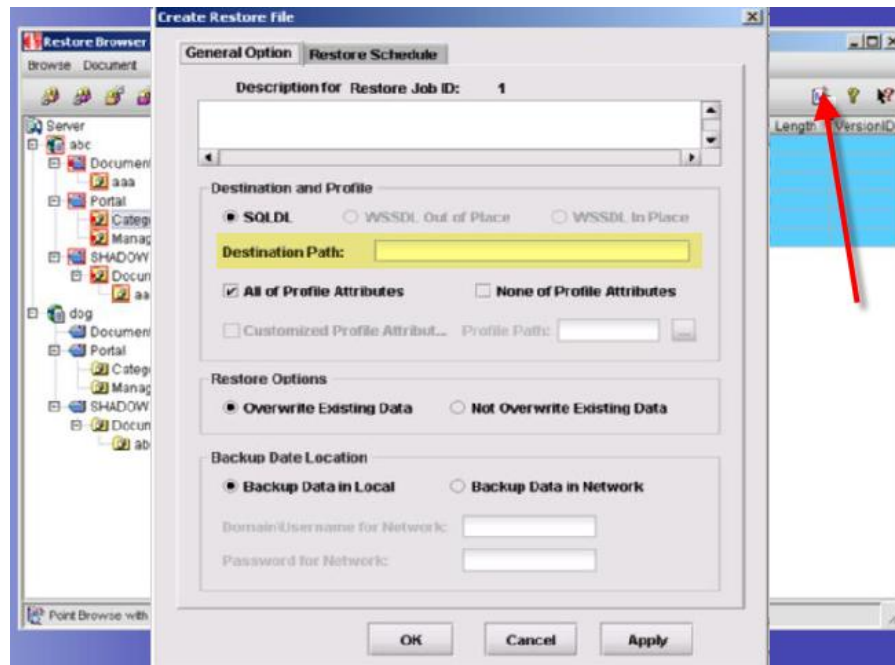 Create Restore File
Restore Browser
Browse Document
General Option Restore Schedule
Description for Restore Job ID: 1
Server
abc
Documen
aaa
Portal
Categ
Manag
SHADOW
Docun
aa
dog
Documen
Portal
Categ
Manag
SHADOW
Docun
ab
Length VersionID
Destination and Profile
SQLDL WSSDL Out of Place WSSDL In Place
Destination Path:
All of Profile Attributes None of Profile Attributes
Customized Profile Attribut... Profile Path: ...
Restore Options
Overwrite Existing Data Not Overwrite Existing Data
Backup Date Location
Backup Data in Local Backup Data in Network
Domain\Username for Network:
Password for Network:
Point Browse with
OK Cancel Apply